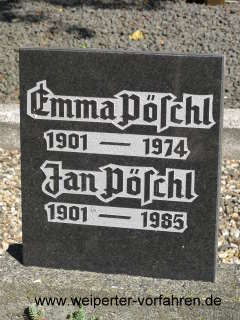 Emma Pöſchl
1901 — 1974
Jan Pöſchl
1901 — 1985
www.weiperter-vorfahren.de